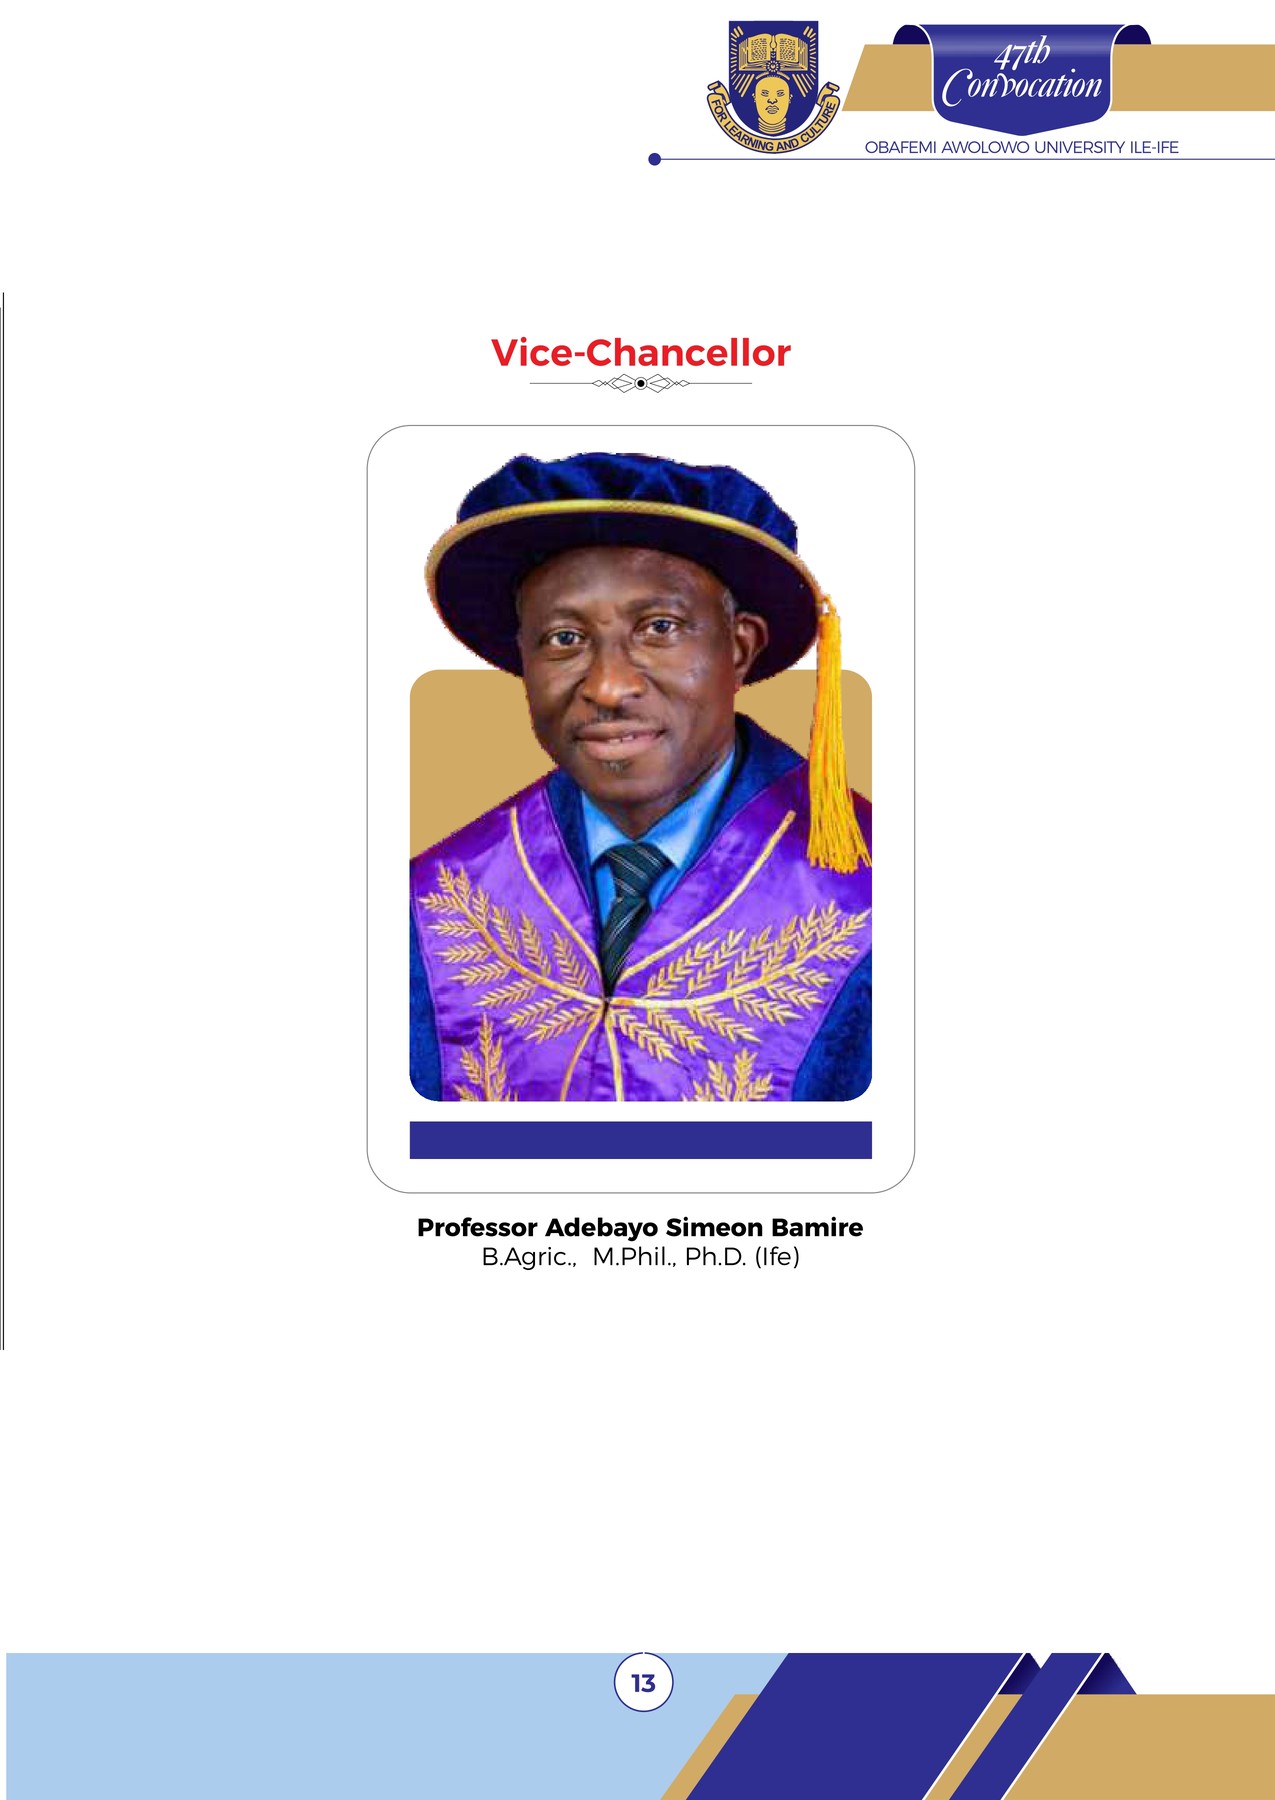 47th
Convocation
FOR LEARNING AND CULTURE
OBAFEMI AWOLOWO UNIVERSITY ILE-IFE
Vice-Chancellor
Professor Adebayo Simeon Bamire
B.Agric., M.Phil., Ph.D. (Ife)
13